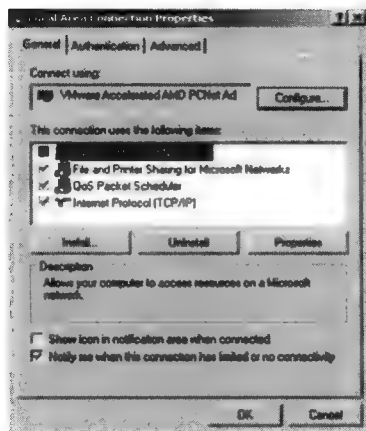 Local Area Connection Properties
General Authentication Advanced
Connect using:
VMware Accelerated AMD PCNet Ad
Configure...
This connection uses the following items:
File and Printer Sharing for Microsoft Networks
QoS Packet Scheduler
Internet Protocol (TCP/IP)
Install... Uninstall Properties
Description
Allows your computer to access resources on a Microsoft
network.
Show icon in notification area when connected
Notify me when this connection has limited or no connectivity
OK Cancel